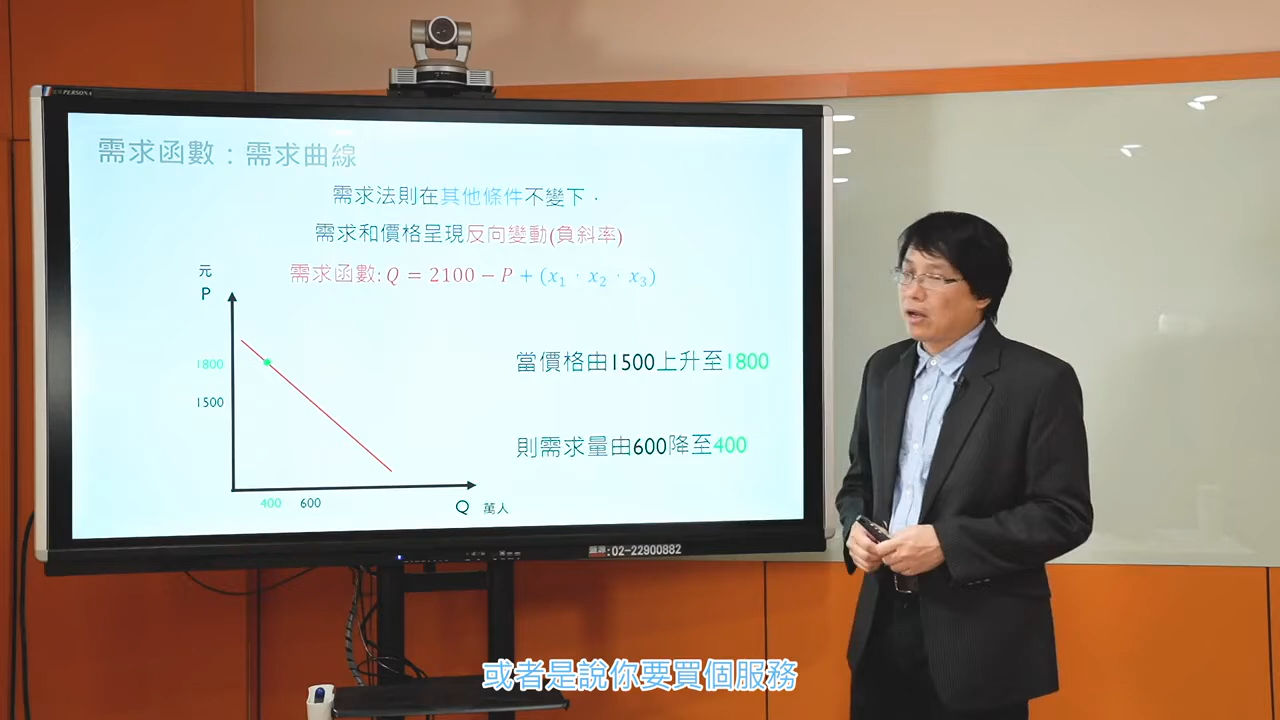 PERSONA
需求函數：需求曲線
需求法則在其他條件不變下，
需求和價格呈現反向變動(負斜率)
需求函數: Q = 2100 − P + (x₁，x₂，x₃)
元
P
1800
1500
當價格由1500上升至1800
則需求量由600降至400
400 600
Q 萬人
:02-22900882
或者是說你要買個服務